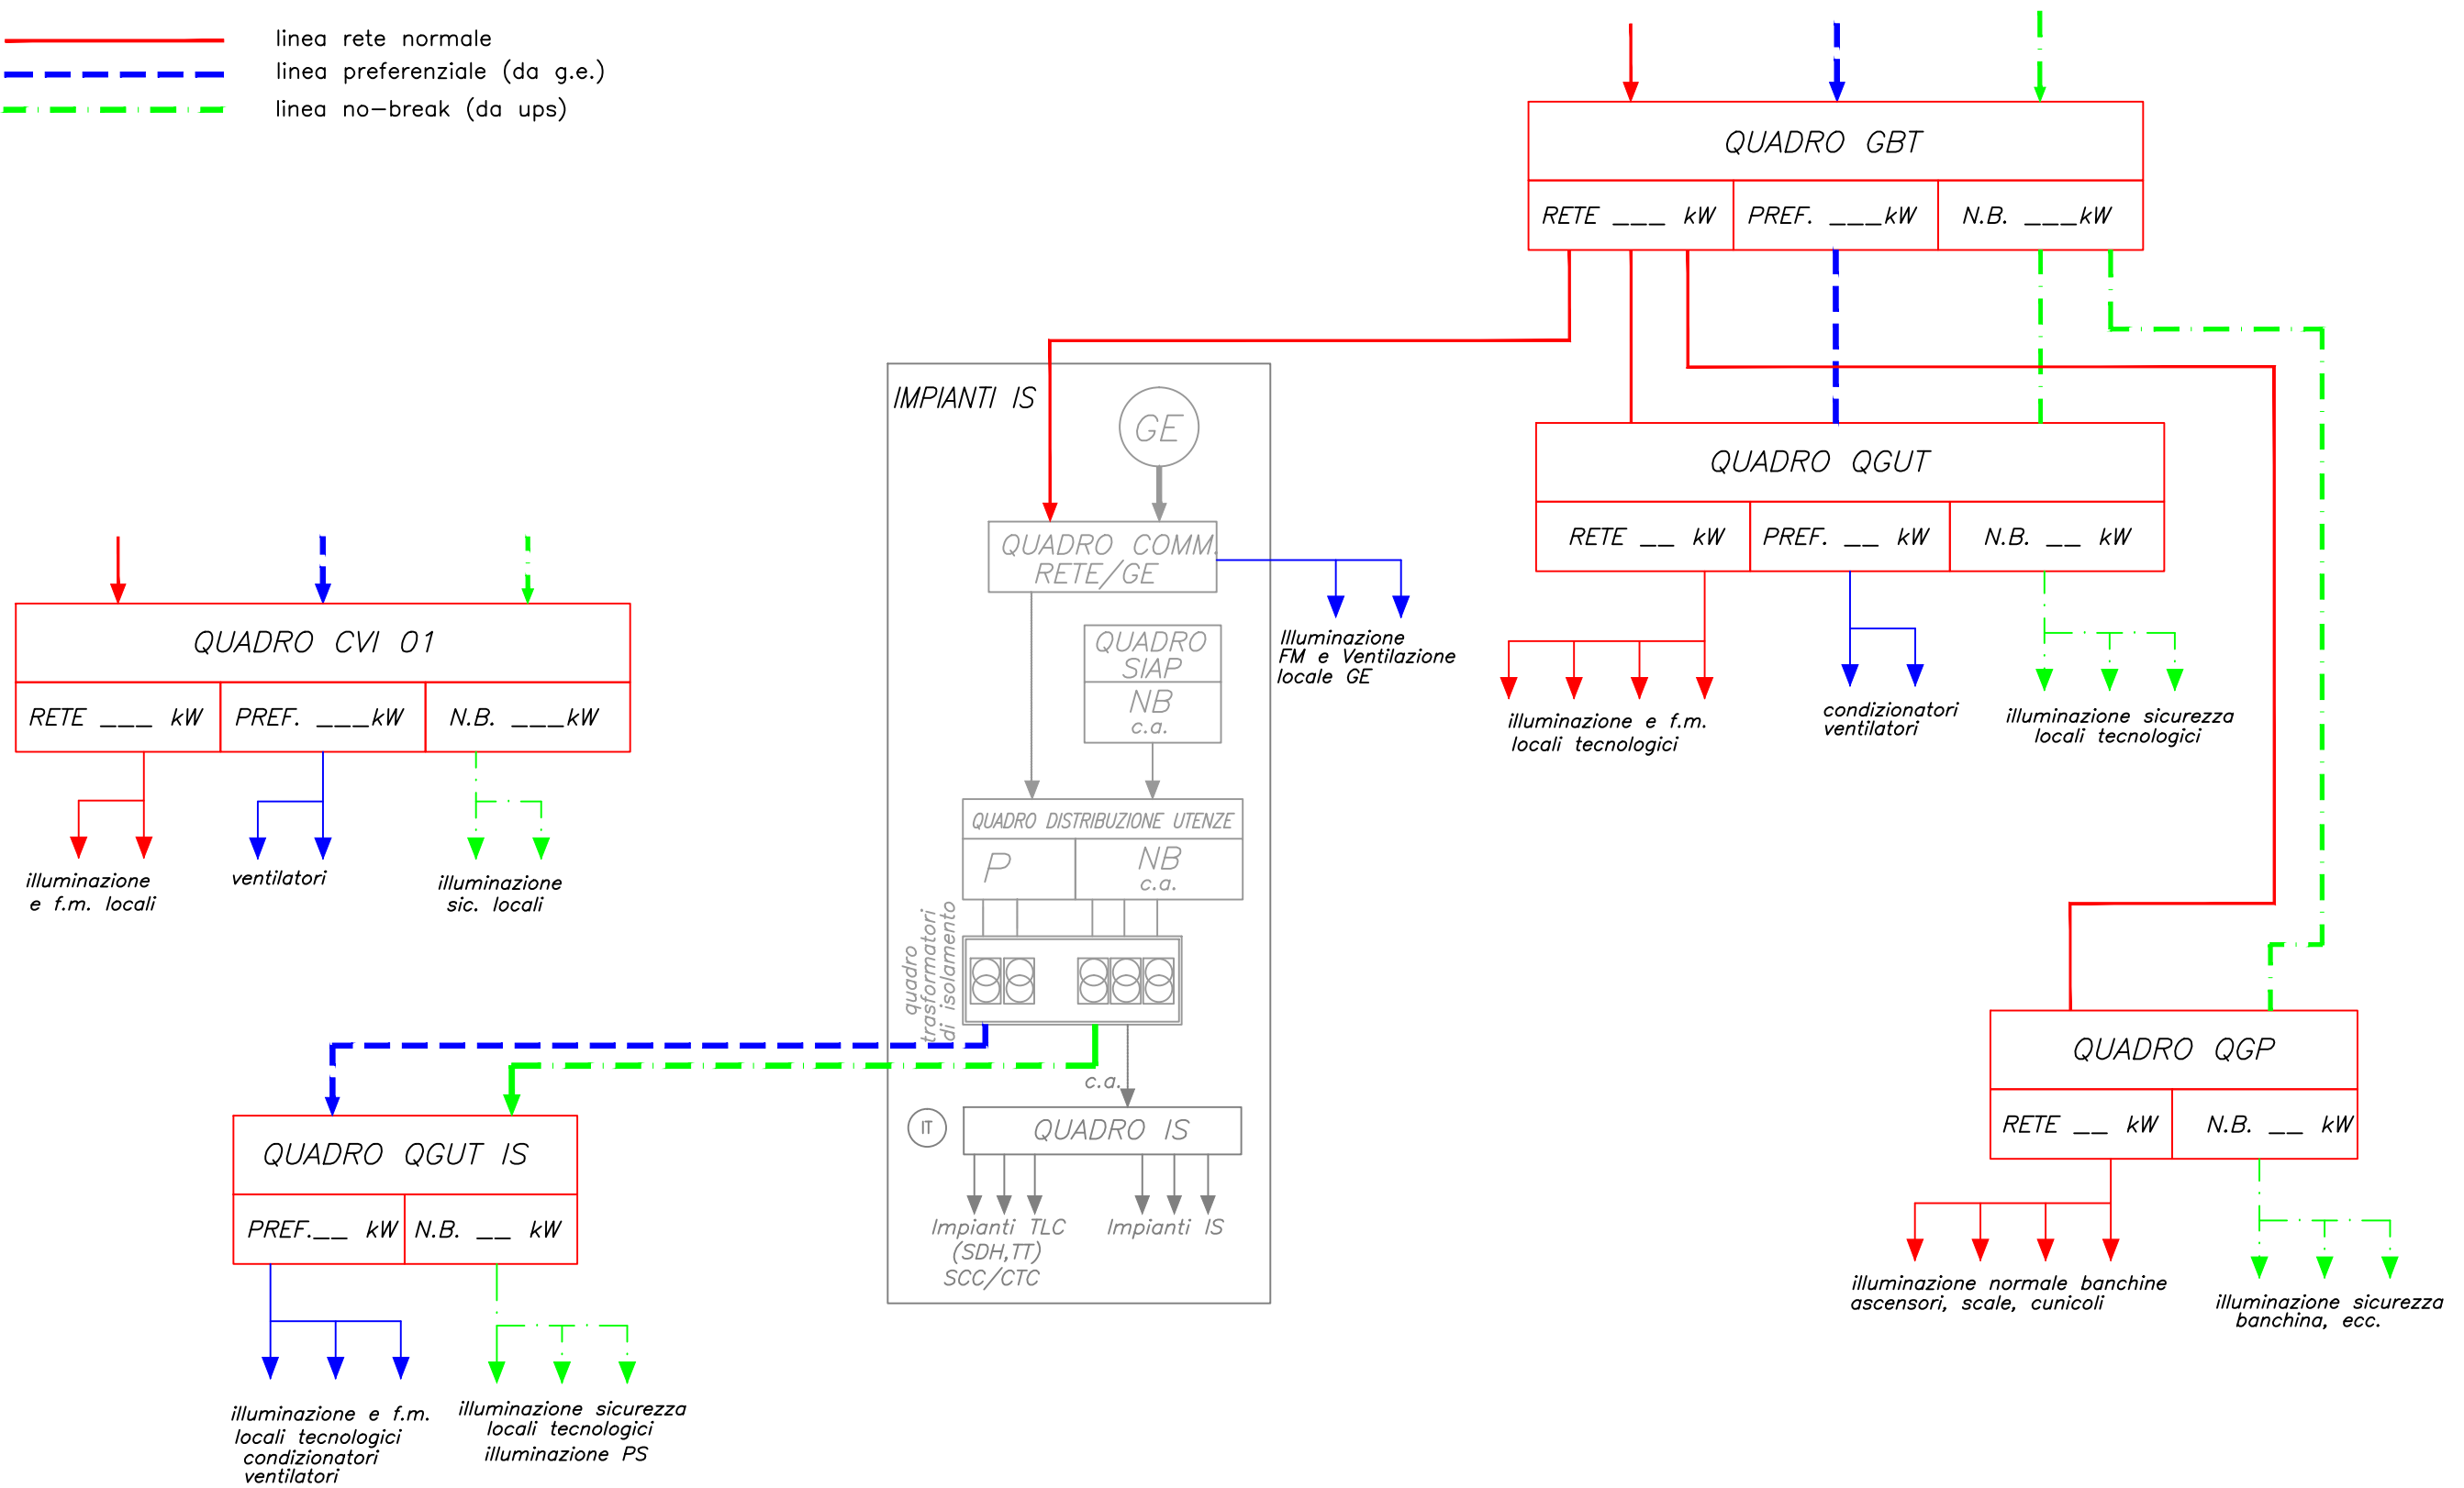 linea rete normale
linea preferenziale (da g.e.)
linea no-break (da ups)
QUADRO GBT
RETE ___ kW
PREF. ___kW
N.B. ___kW
IMPIANTI IS
GE
QUADRO COMM.
RETE/GE
Illuminazione
FM e Ventilazione
locale GE
QUADRO
SIAP
NB
c.a.
QUADRO DISTRIBUZIONE UTENZE
P
NB
c.a.
quadro
trasformatori
di isolamento
c.a.
IT
QUADRO IS
Impianti TLC
(SDH,TT)
SCC/CTC
Impianti IS
QUADRO QGUT
RETE __ kW
PREF. __ kW
N.B. __ kW
illuminazione e f.m.
locali tecnologici
condizionatori
ventilatori
illuminazione sicurezza
locali tecnologici
QUADRO CVI 01
RETE ___ kW
PREF. ___kW
N.B. ___kW
illuminazione
e f.m. locali
ventilatori
illuminazione
sic. locali
QUADRO QGUT IS
PREF.__ kW
N.B. __ kW
illuminazione e f.m.
locali tecnologici
condizionatori
ventilatori
illuminazione sicurezza
locali tecnologici
illuminazione PS
QUADRO QGP
RETE __ kW
N.B. __ kW
illuminazione normale banchine
ascensori, scale, cunicoli
illuminazione sicurezza
banchina, ecc.